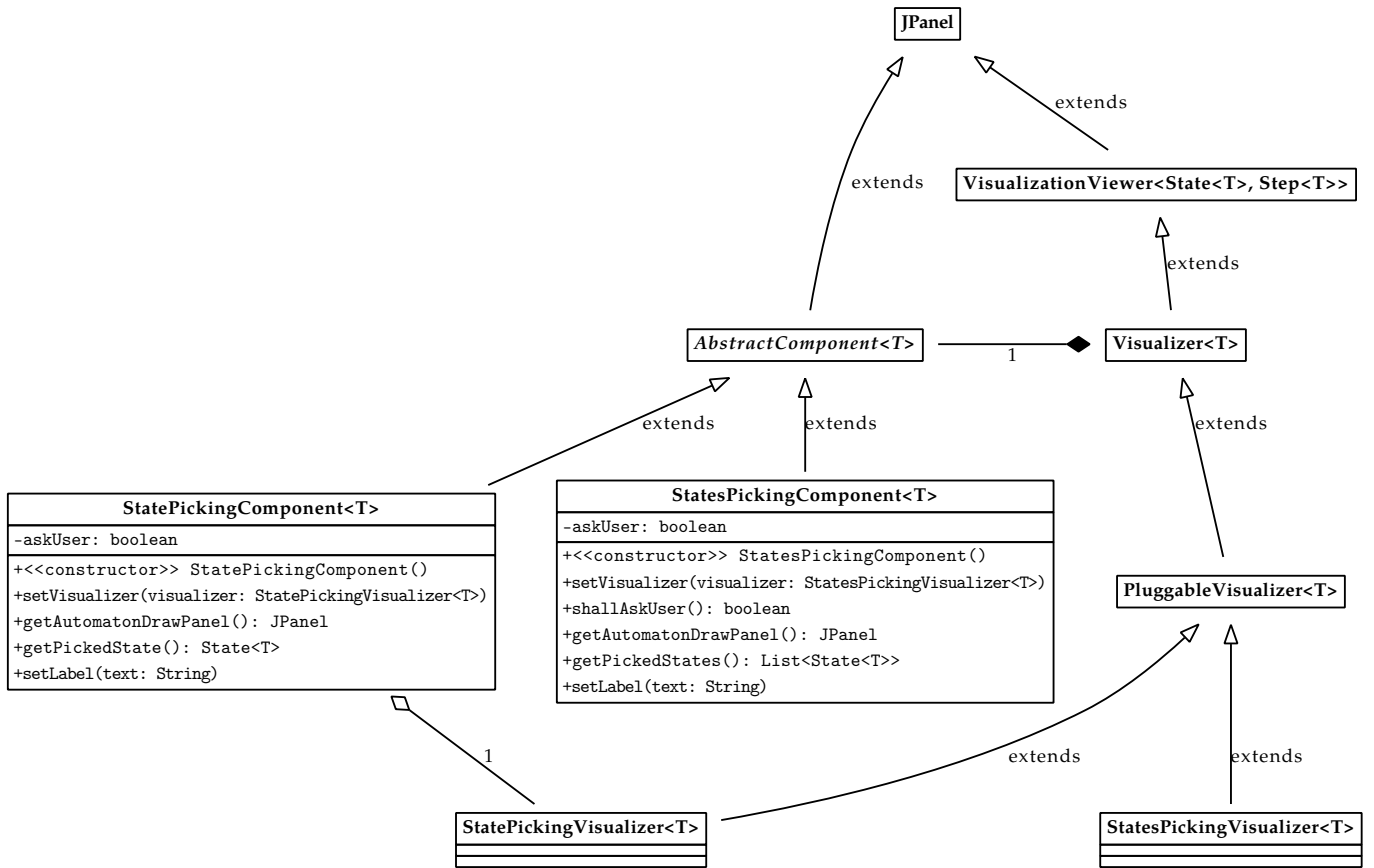 JPanel
extends
VisualizationViewer<State<T>, Step<T>>
extends
extends
AbstractComponent<T>
1
Visualizer<T>
extends
extends
extends
StatePickingComponent<T>
-askUser: boolean
+<<constructor>> StatePickingComponent()
+setVisualizer(visualizer: StatePickingVisualizer<T>)
+getAutomatonDrawPanel(): JPanel
+getPickedState(): State<T>
+setLabel(text: String)
StatesPickingComponent<T>
-askUser: boolean
+<<constructor>> StatesPickingComponent()
+setVisualizer(visualizer: StatesPickingVisualizer<T>)
+shallAskUser(): boolean
+getAutomatonDrawPanel(): JPanel
+getPickedStates(): List<State<T>>
+setLabel(text: String)
PluggableVisualizer<T>
1
extends
extends
StatePickingVisualizer<T>
StatesPickingVisualizer<T>